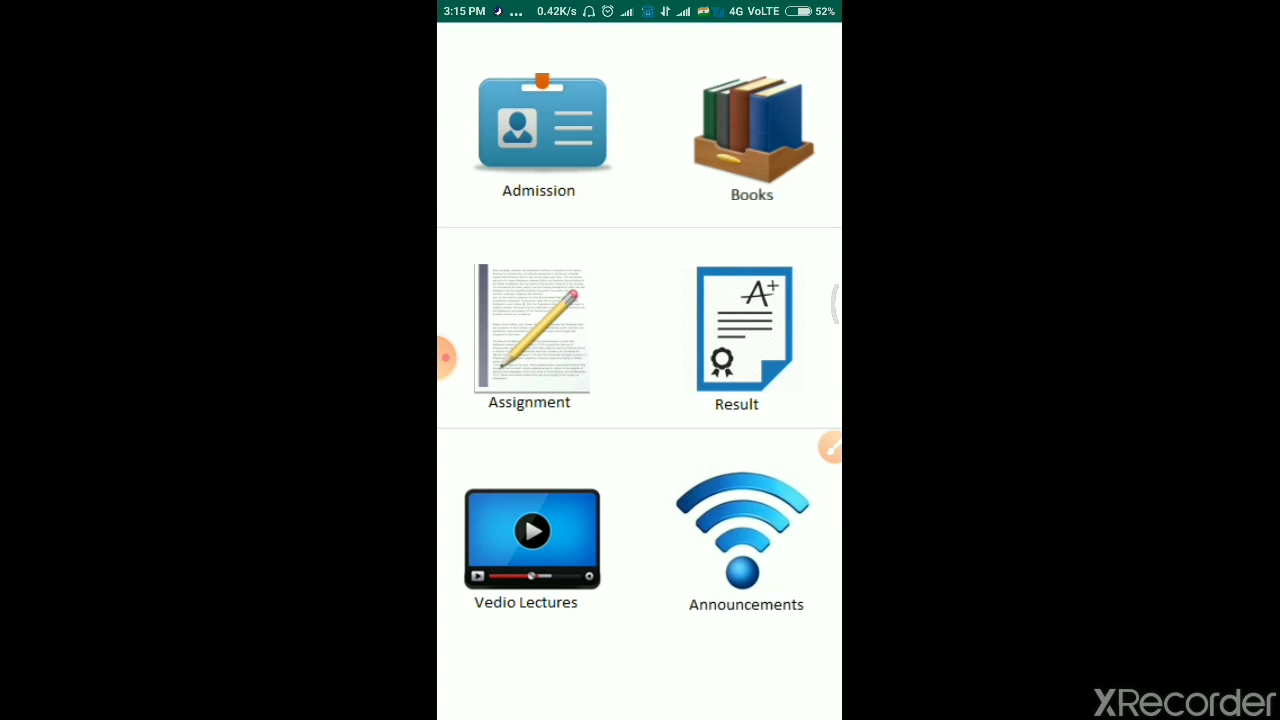 3:15 PM ... 0.42K/s 4G VoLTE 52%
Admission
Books
A+
Assignment
Result
Vedio Lectures
Announcements
XRecorder